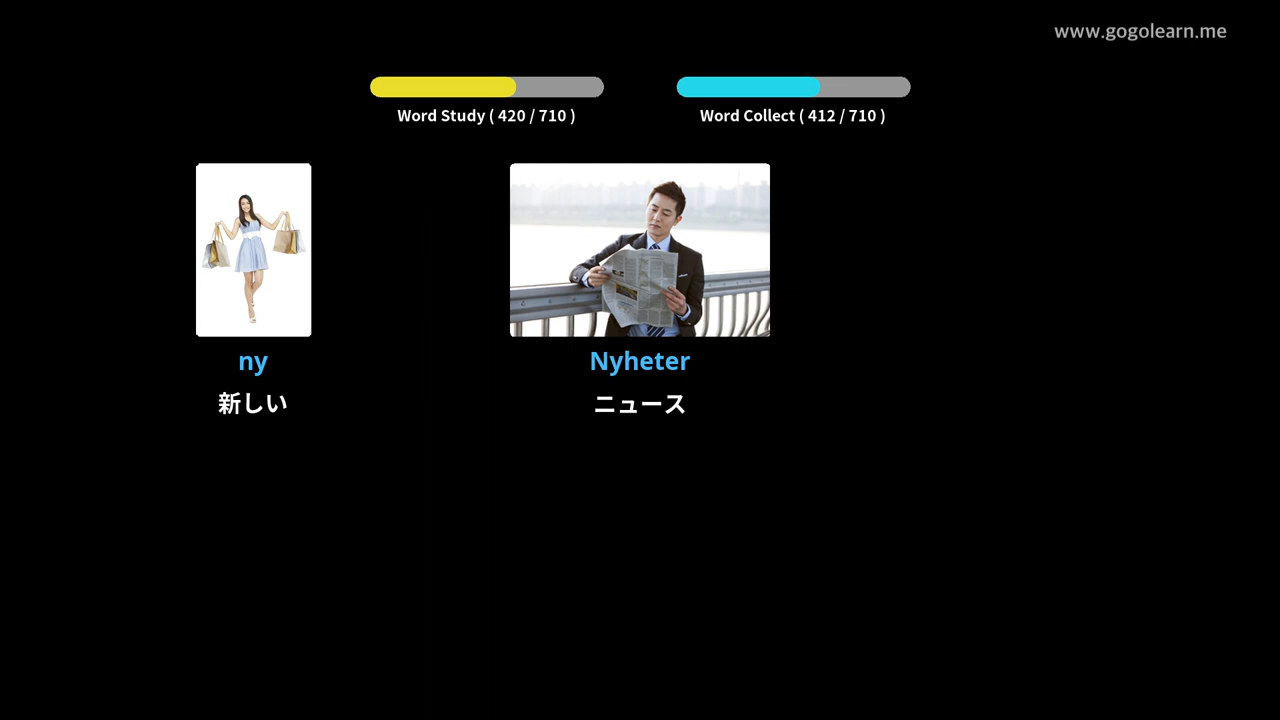 www.gogolearn.me
Word Study ( 420 / 710 )
Word Collect ( 412 / 710 )
ny
新しい
Nyheter
ニュース